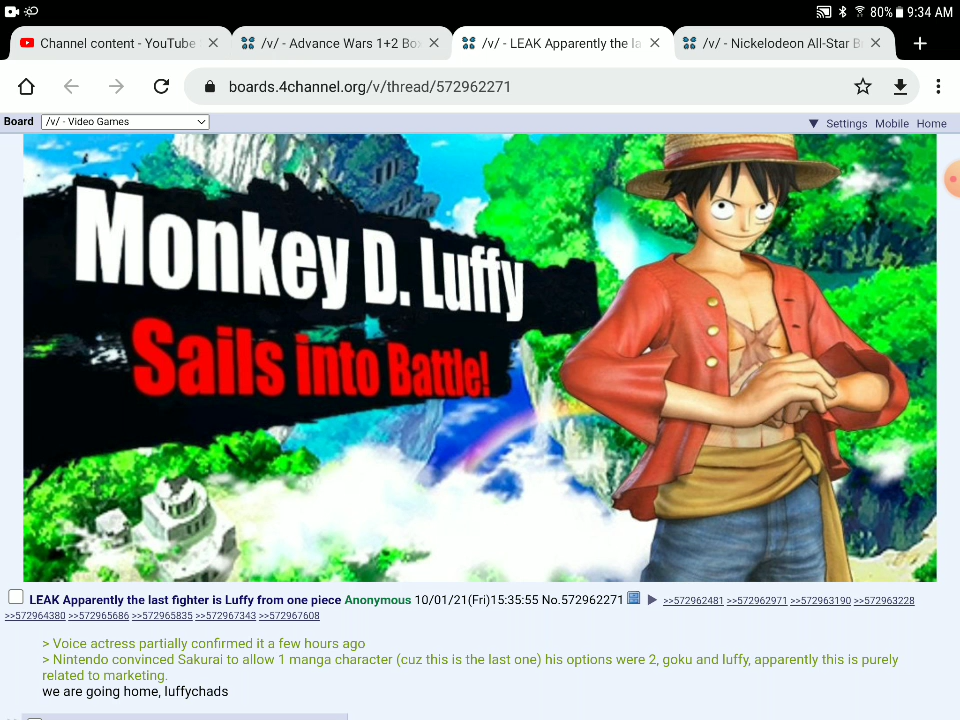 80% 9:34 AM
Channel content - YouTube
/v/ - Advance Wars 1+2 Bo
/v/ - LEAK Apparently the la
/v/ - Nickelodeon All-Star B
boards.4channel.org/v/thread/572962271
Board /v/ - Video Games ▼ Settings Mobile Home
Monkey D. Luffy
Sails into Battle!
LEAK Apparently the last fighter is Luffy from one piece Anonymous 10/01/21(Fri)15:35:55 No.572962271 ▶ >>572962481 >>572962971 >>572963190 >>572963228
>>572964380 >>572965686 >>572965835 >>572967343 >>572967608
> Voice actress partially confirmed it a few hours ago
> Nintendo convinced Sakurai to allow 1 manga character (cuz this is the last one) his options were 2, goku and luffy, apparently this is purely
related to marketing.
we are going home, luffychads